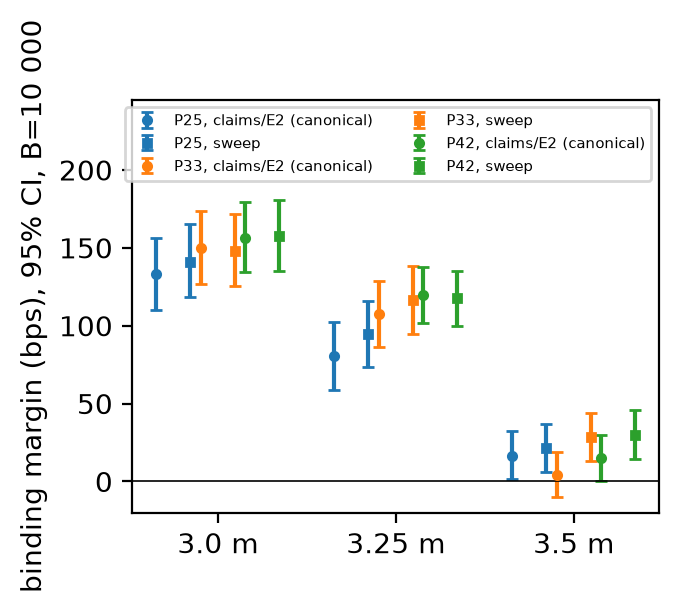 binding margin (bps), 95% CI, B=10 000
P25, claims/E2 (canonical)
P25, sweep
P33, claims/E2 (canonical)
P33, sweep
P42, claims/E2 (canonical)
P42, sweep
200
150
100
50
0
3.0 m
3.25 m
3.5 m